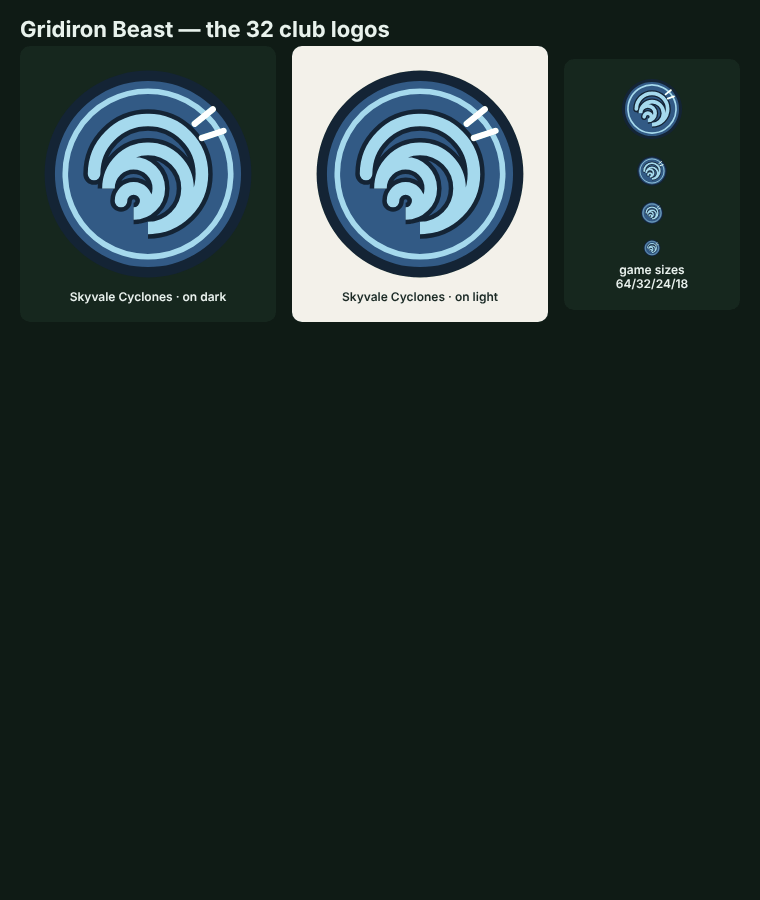 Gridiron Beast — the 32 club logos
Skyvale Cyclones · on dark
Skyvale Cyclones · on light
game sizes
64/32/24/18